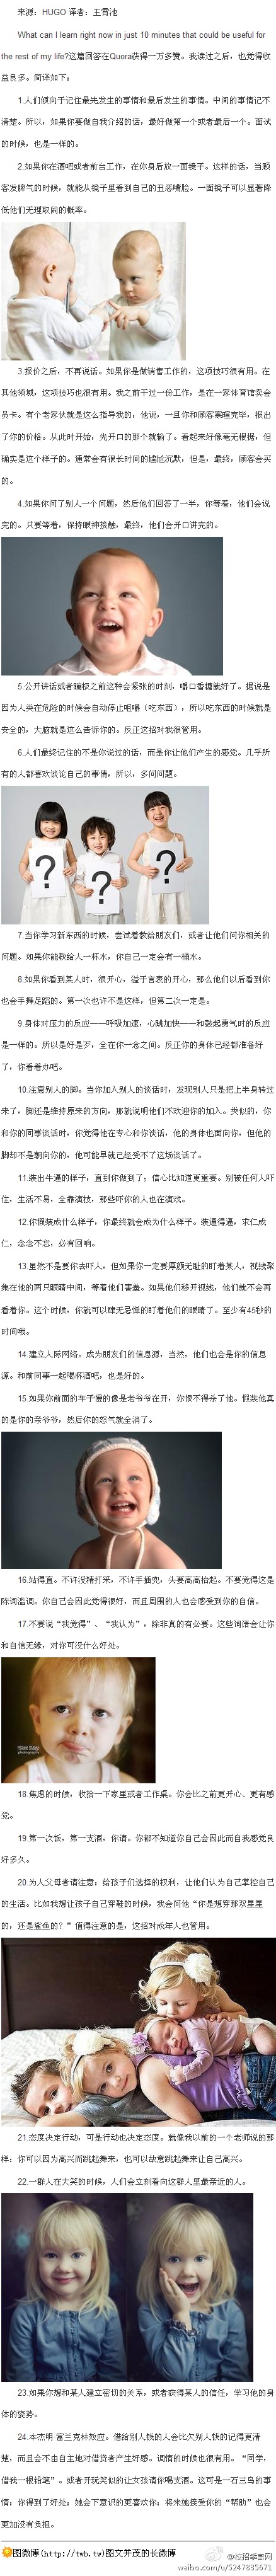 来源：HUGO 译者：王霄池
What can I learn right now in just 10 minutes that could be useful for
the rest of my life?这篇回答在Quora获得一万多赞。我读过之后，也觉得收
益良多。简译如下：
1.人们倾向于记住最先发生的事情和最后发生的事情。中间的事情记不
清楚。所以，如果你要做自我介绍的话，最好做第一个或者最后一个。面试
的时候，也是一样的。
2.如果你在酒吧或者前台工作，在你身后放一面镜子。这样的话，当顾
客发脾气的时候，就能从镜子里看到自己的丑恶嘴脸。一面镜子可以显著降
低他们无理取闹的概率。
3.报价之后，不再说话。如果你是做销售工作的，这项技巧很有用。在
其他领域，这项技巧也很有用。我之前干过一份工作，是在一家体育馆卖会
员卡。有个老家伙就是这么指导我的，他说，一旦你和顾客寒暄完毕，报出
了你的价格。从此时开始，先开口的那个就输了。看起来好像毫无根据，但
确实是这个样子的。通常会有很长时间的尴尬沉默，但是，最终，顾客会买
的。
4.如果你问了别人一个问题，然后他们回答了一半，你等着，他们会说
完的。只要等着，保持眼神接触，最终，他们会开口讲完的。
5.公开讲话或者蹦极之前这种会紧张的时刻，嚼口香糖就好了。据说是
因为人类在危险的时候会自动停止咀嚼（吃东西），所以吃东西的时候就是
安全的，大脑就是这么告诉你的。反正这招对我很管用。
6.人们最终记住的不是你说过的话，而是你让他们产生的感觉。几乎所
有的人都喜欢谈论自己的事情，所以，多问问题。
?
?
?
7.当你学习新东西的时候，尝试着教给朋友们，或者让他们问你相关的
问题。如果你能教给人一杯水，你自己一定会有一桶水。
8.如果你看到某人时，很开心，溢于言表的开心，那么他们以后看到你
也会手舞足蹈的。第一次也许不是这样，但第二次一定是。
9.身体对压力的反应——呼吸加速，心跳加快——和鼓起勇气时的反应
是一样的。所以是好是歹，全在你一念之间。反正你的身体已经都准备好
了，你看着办吧。
10.注意别人的脚。当你加入别人的谈话时，发现别人只是把上半身转过
来了，脚还是维持原来的方向，那就说明他们不欢迎你的加入。类似的，你
和你的同事谈话时，你觉得他在专心和你谈话，他的身体也面向你，但他的
脚却不是朝向你的，他可能早就已经受不了这场谈话了。
11.装出牛逼的样子，直到你做到了；信心比知道更重要。别被任何人吓
住，生活不易，全靠演技，那些吓你的人也在演戏。
12.你假装成什么样子，你最终就会成为什么样子。装逼得逼，求仁成
仁，念念不忘，必有回响。
13.虽然不是要你去吓人，但如果你一定要厚颜无耻的盯着某人，视线聚
集在他的两只眼睛中间，等着他们害羞。如果他们移开视线，他们就不会再
看着你。这个时候，你就可以肆无忌惮的盯着他们的眼睛了。至少有45秒的
时间哦。
14.建立人际网络。成为朋友们的信息源，当然，他们也会是你的信息
源。和前同事一起喝杯酒吧，也是好的。
15.如果你前面的车子慢的像是老爷爷在开，你恨不得杀了他。假装他真
的是你的亲爷爷，然后你的怒气就全消了。
16.站得直。不许没精打采，不许手插兜，头要高高抬起。不要觉得这是
陈词滥调。你自己会因此觉得很好，而且周围的人也会感受到你的自信。
17.不要说“我觉得”、“我认为”，除非真的有必要。这些词语会让你
和自信无缘，对你可没什么好处。
18.焦虑的时候，收拾一下家里或者工作桌。你会比之前更开心、更有感
觉。
19.第一次饭，第一支酒，你请。你都不知道你自己会因此而自我感觉良
好多久。
20.为人父母者请注意：给孩子们选择的权利，让他们认为自己掌控自己
的生活。比如我想让孩子自己穿鞋的时候，我会问他“你是想穿那双星星
的，还是鲨鱼的？”值得注意的是，这招对成年人也管用。
21.态度决定行动，可是行动也决定态度。就像我以前的一个老师说的那
样：你可以因为高兴而跳起舞来，也可以故意跳起舞来让自己高兴。
22.一群人在大笑的时候，人们会立刻看向这群人里最亲近的人。
23.如果你想和某人建立密切的关系，或者获得某人的信任，学习他的身
体的姿势。
24.本杰明·富兰克林效应。借给别人钱的人会比欠别人钱的记得更清
楚，而且会不由自主地对借贷者产生好感。调情的时候也很有用。“同学，
借我一根铅笔”。或者开玩笑似的让女孩请你喝支酒。这可是一石三鸟的事
情：你得到了好处；她会下意识的更喜欢你；将来她接受你的“帮助”也会
更加没有负担。
图微博(http://twb.tw)图文并茂的长微博
@校招掌直网
weibo.com/u/5247835671